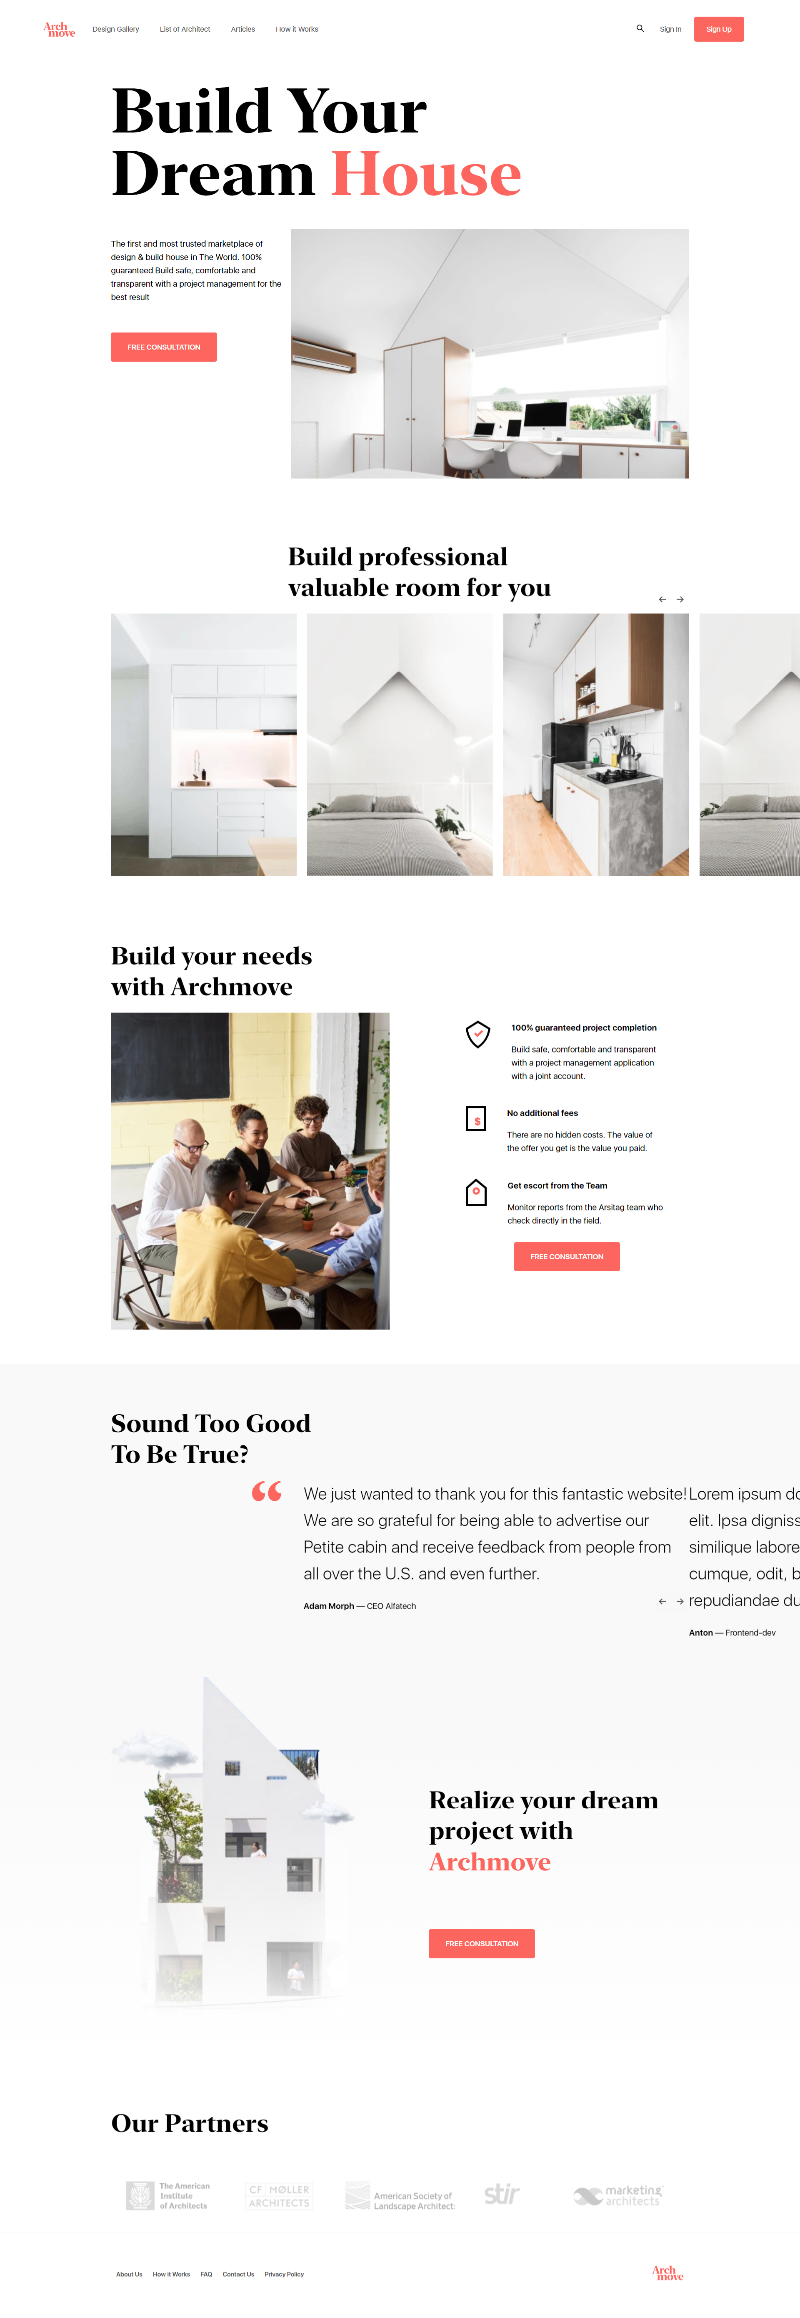 Arch
move
Design Gallery
List of Architect
Articles
How it Works
Sign In
Sign Up
Build Your
Dream House
The first and most trusted marketplace of
design & build house in The World. 100%
guaranteed Build safe, comfortable and
transparent with a project management for the
best result
FREE CONSULTATION
Build professional
valuable room for you
Build your needs
with Archmove
100% guaranteed project completion
Build safe, comfortable and transparent
with a project management application
with a joint account.
$
No additional fees
There are no hidden costs. The value of
the offer you get is the value you paid.
Get escort from the Team
Monitor reports from the Arsitag team who
check directly in the field.
FREE CONSULTATION
Sound Too Good
To Be True?
“
We just wanted to thank you for this fantastic website!
We are so grateful for being able to advertise our
Petite cabin and receive feedback from people from
all over the U.S. and even further.
Adam Morph — CEO Alfatech
Lorem ipsum do
elit. Ipsa digniss
similique labore
cumque, odit, b
repudiandae du
Anton — Frontend-dev
Realize your dream
project with
Archmove
FREE CONSULTATION
Our Partners
The American
Institute
of Architects
CF MØLLER
ARCHITECTS
American Society of
Landscape Architect
stir
marketing
architects
About Us
How it Works
FAQ
Contact Us
Privacy Policy
Arch
move